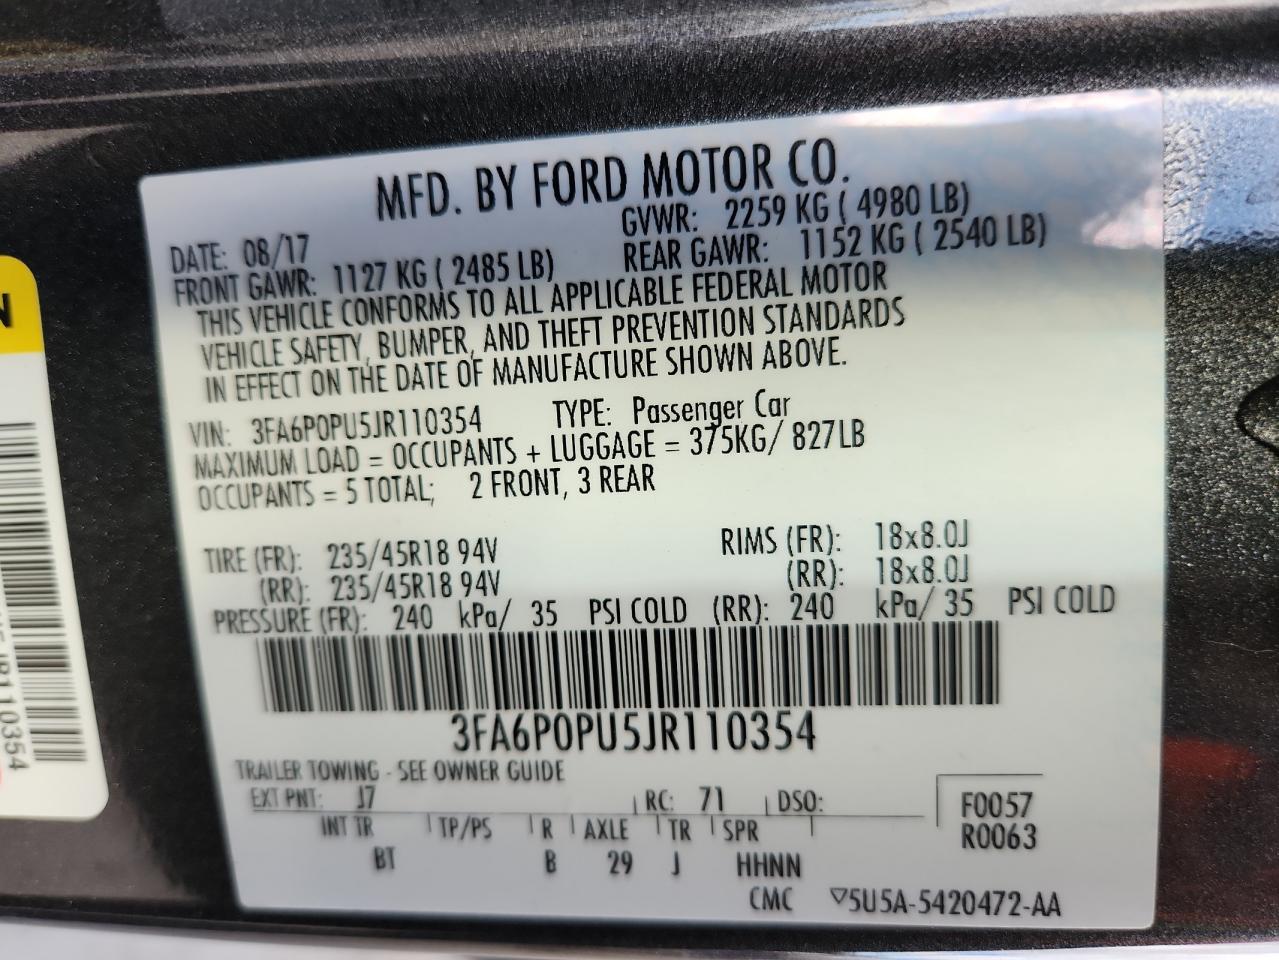 MFD. BY FORD MOTOR CO.
DATE: 08/17 GVWR: 2259 KG ( 4980 LB)
FRONT GAWR: 1127 KG ( 2485 LB) REAR GAWR: 1152 KG ( 2540 LB)
THIS VEHICLE CONFORMS TO ALL APPLICABLE FEDERAL MOTOR
VEHICLE SAFETY, BUMPER, AND THEFT PREVENTION STANDARDS
IN EFFECT ON THE DATE OF MANUFACTURE SHOWN ABOVE.
VIN: 3FA6P0PU5JR110354 TYPE: Passenger Car
MAXIMUM LOAD = OCCUPANTS + LUGGAGE = 375KG/ 827LB
OCCUPANTS = 5 TOTAL; 2 FRONT, 3 REAR
TIRE (FR): 235/45R18 94V RIMS (FR): 18x8.0J
(RR): 235/45R18 94V (RR): 18x8.0J
PRESSURE (FR): 240 kPa/ 35 PSI COLD (RR): 240 kPa/ 35 PSI COLD
3FA6P0PU5JR110354
TRAILER TOWING - SEE OWNER GUIDE
EXT PNT: J7 RC: 71 DSO: F0057
INT TR TP/PS R AXLE TR SPR R0063
BT B 29 J HHNN
CMC ▽5U5A-5420472-AA
N
JR110354